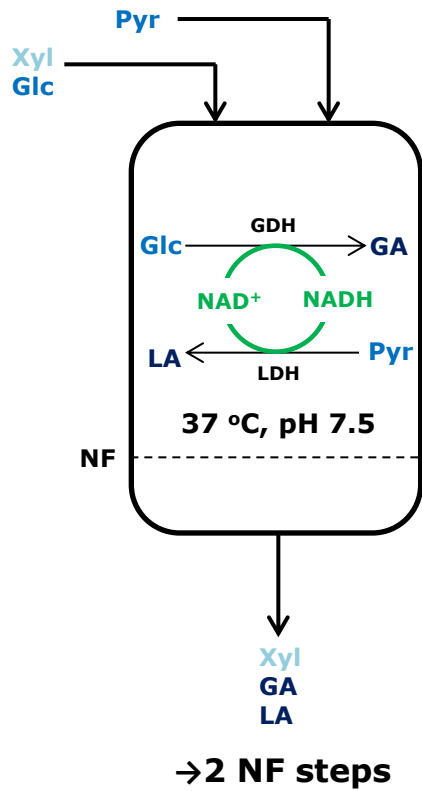 Pyr
Xyl
Glc
GDH
Glc GA
NAD⁺ NADH
LA Pyr
LDH
37 ºC, pH 7.5
NF
Xyl
GA
LA
→2 NF steps